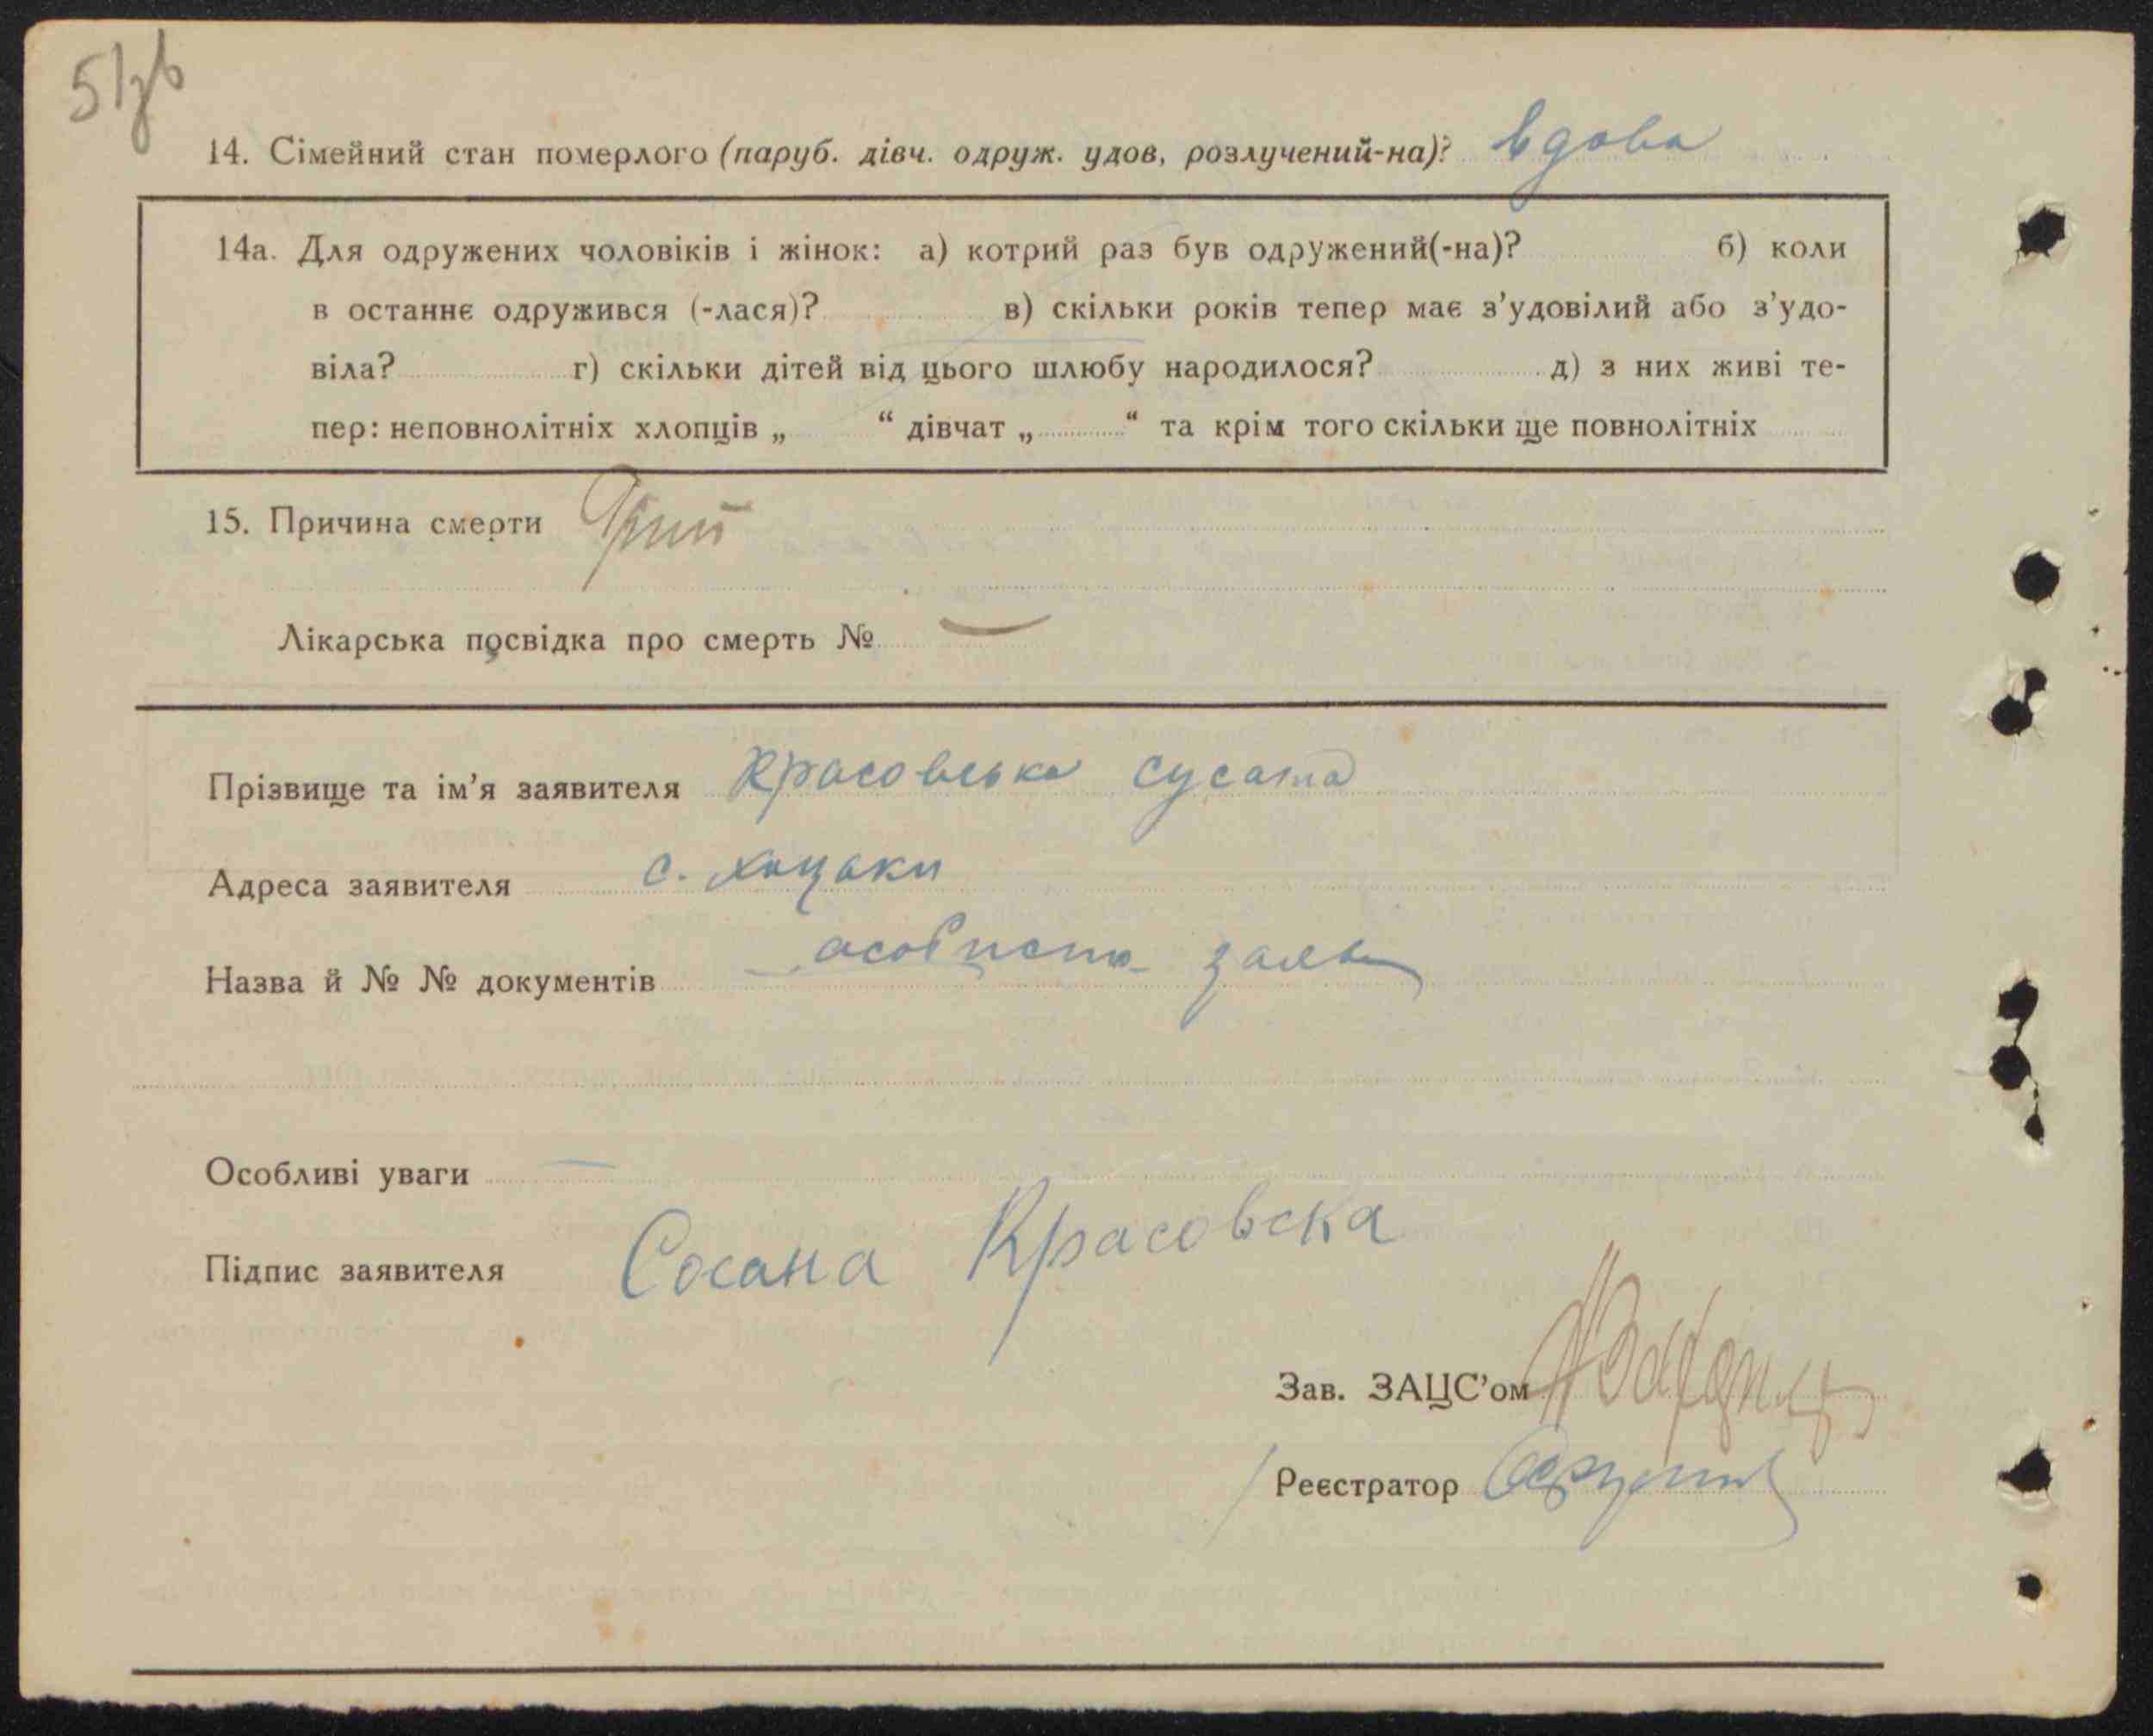 51зв
14. Сімейний стан померлого (паруб. дівч. одруж. удов, розлучений-на)? вдова
14а. Для одружених чоловіків і жінок: а) котрий раз був одружений(-на)? б) коли
в останнє одружився (-лася)? в) скільки років тепер має з’удовілий або з’удо-
віла? г) скільки дітей від цього шлюбу народилося? д) з них живі те-
пер: неповнолітніх хлопців „ “ дівчат „ “ та крім того скільки ще повнолітніх
15. Причина смерти Грип
Лікарська посвідка про смерть № —
Прізвище та ім’я заявителя Красовська Сусана
Адреса заявителя с. Хацаки
Назва й № № документів особиста заява
Особливі уваги —
Підпис заявителя Сосана Красовска
Зав. ЗАЦС’ом
Реєстратор